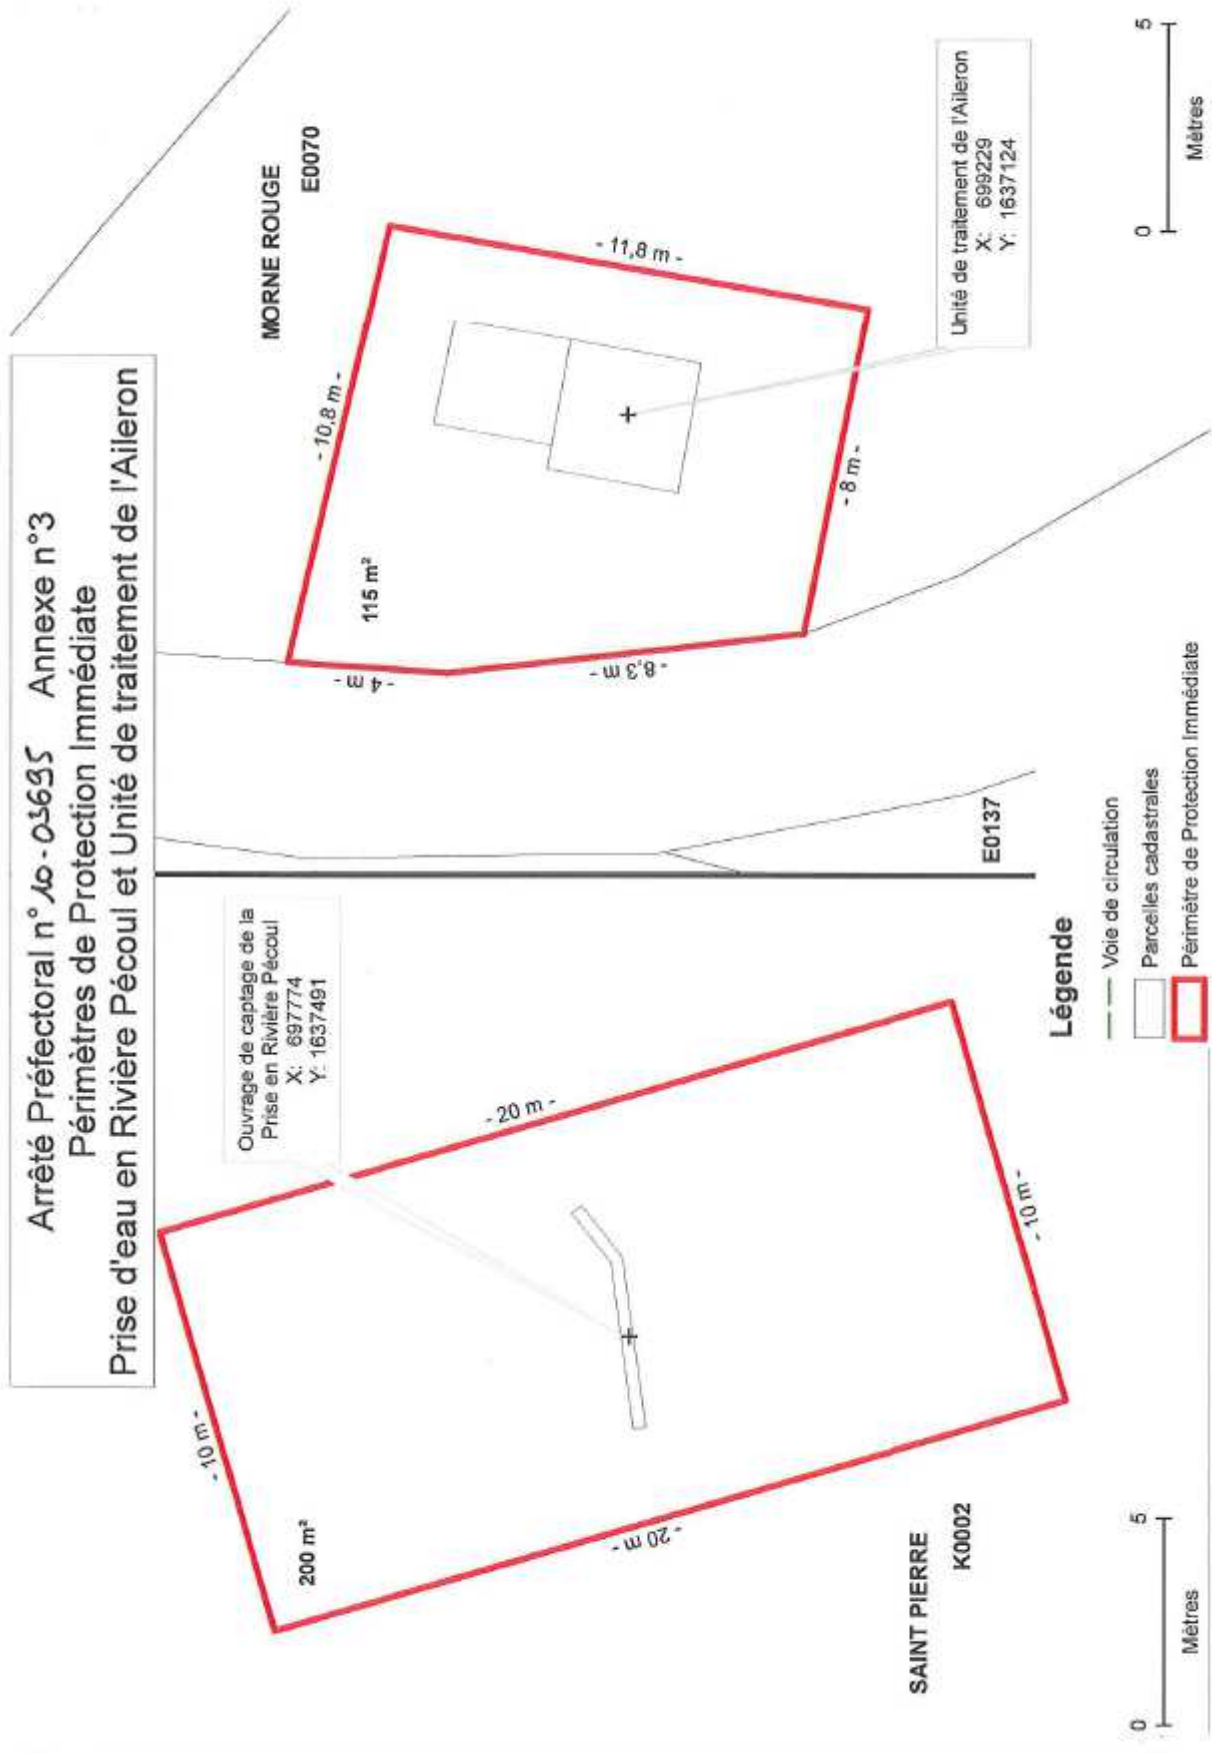 Arrêté Préfectoral n° 10-03695 Annexe n°3
Périmètres de Protection Immédiate
Prise d'eau en Rivière Pécoul et Unité de traitement de l'Aileron
Ouvrage de captage de la
Prise en Rivière Pécoul
X: 697774
Y: 1637491
- 10 m -
200 m²
- 20 m -
- 20 m -
- 10 m -
SAINT PIERRE
K0002
0 5
Mètres
MORNE ROUGE
E0070
- 10,8 m -
115 m²
- 4 m -
- 8,3 m -
- 11,8 m -
- 8 m -
Unité de traitement de l'Aileron
X: 699229
Y: 1637124
E0137
Légende
Voie de circulation
Parcelles cadastrales
Périmètre de Protection Immédiate
0 5
Mètres